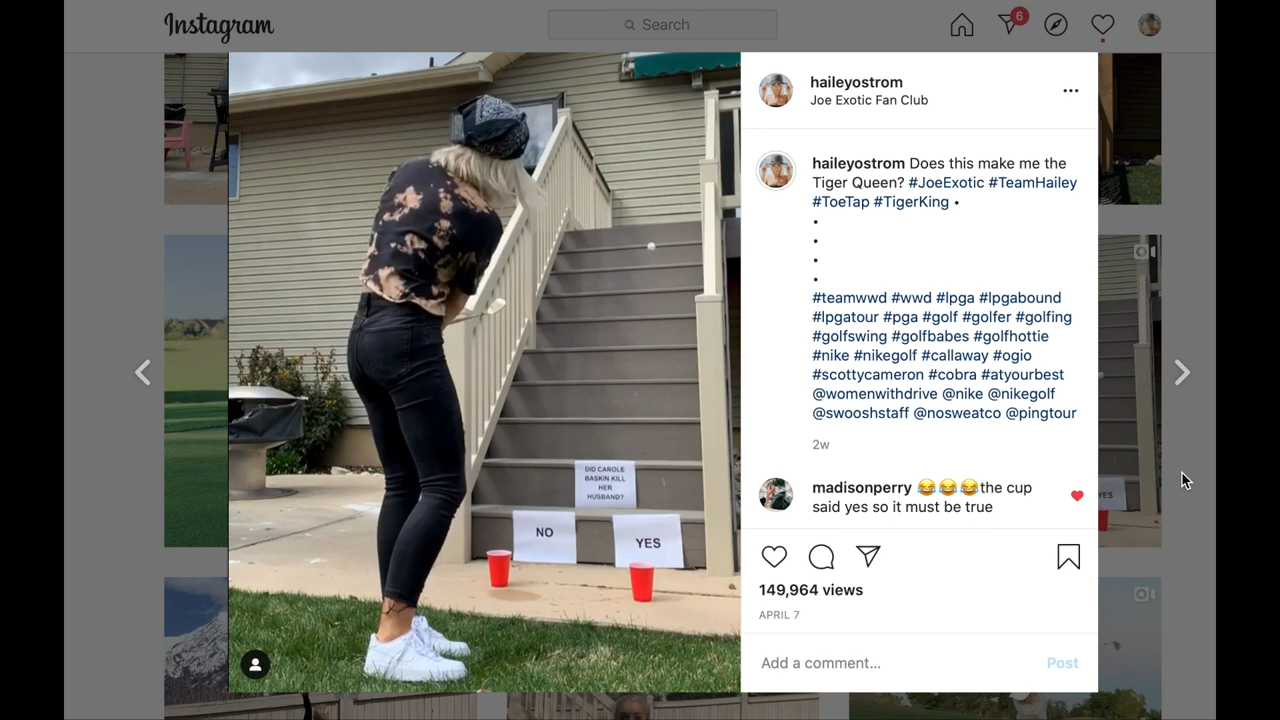 Instagram
Search
6
haileyostrom
Joe Exotic Fan Club
haileyostrom Does this make me the
Tiger Queen? #JoeExotic #TeamHailey
#ToeTap #TigerKing •
•
•
•
•
#teamwwd #wwd #lpga #lpgabound
#lpgatour #pga #golf #golfer #golfing
#golfswing #golfbabes #golfhottie
#nike #nikegolf #callaway #ogio
#scottycameron #cobra #atyourbest
@womenwithdrive @nike @nikegolf
@swooshstaff @nosweatco @pingtour
2w
madisonperry 😂😂😂the cup
said yes so it must be true
149,964 views
APRIL 7
Add a comment... Post
DID CAROLE
BASKIN KILL
HER
HUSBAND?
NO
YES
YES